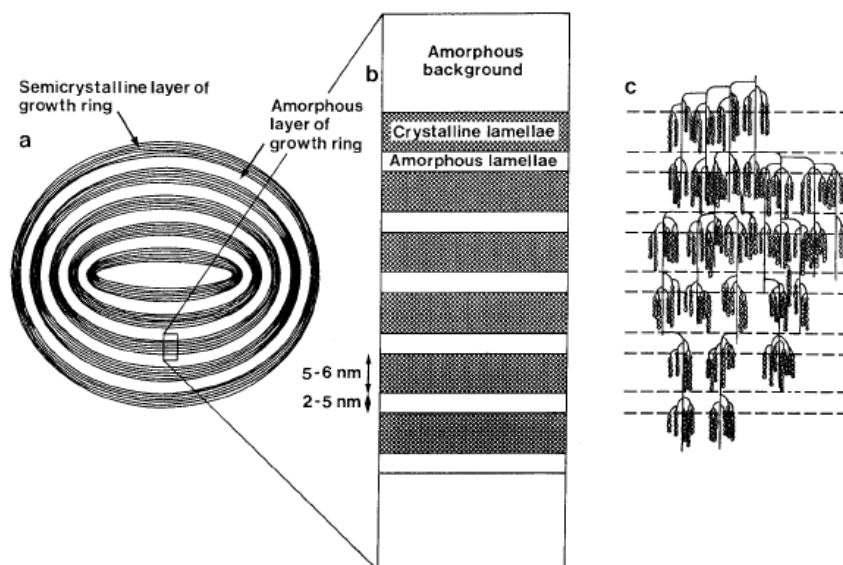 Semicrystalline layer of
growth ring
a
Amorphous
layer of
growth ring
b
Amorphous
background
Crystalline lamellae
Amorphous lamellae
5-6 nm
2-5 nm
c